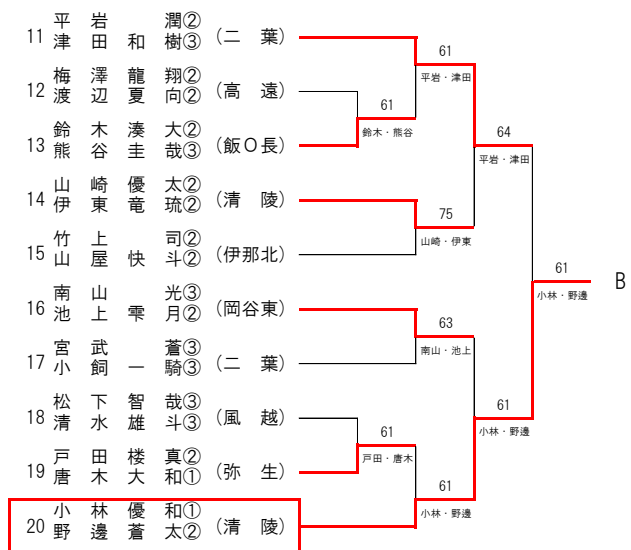 平岩　潤②
11 津田和樹③ (二葉)
61
平岩・津田
梅澤龍翔②
12 渡辺夏向② (高遠)
61
鈴木・熊谷
鈴木湊大②
13 熊谷圭哉③ (飯O長)
64
平岩・津田
山崎優太②
14 伊東竜琉② (清陵)
75
山崎・伊東
竹上　司②
15 山屋快斗② (伊那北)
61
小林・野邊
B
南山　光③
16 池上雫月② (岡谷東)
63
南山・池上
宮武　蒼③
17 小飼一騎③ (二葉)
61
小林・野邊
松下智哉③
18 清水雄斗③ (風越)
61
戸田・唐木
戸田楼真②
19 唐木大和① (弥生)
61
小林・野邊
小林優和①
20 野邊蒼太② (清陵)